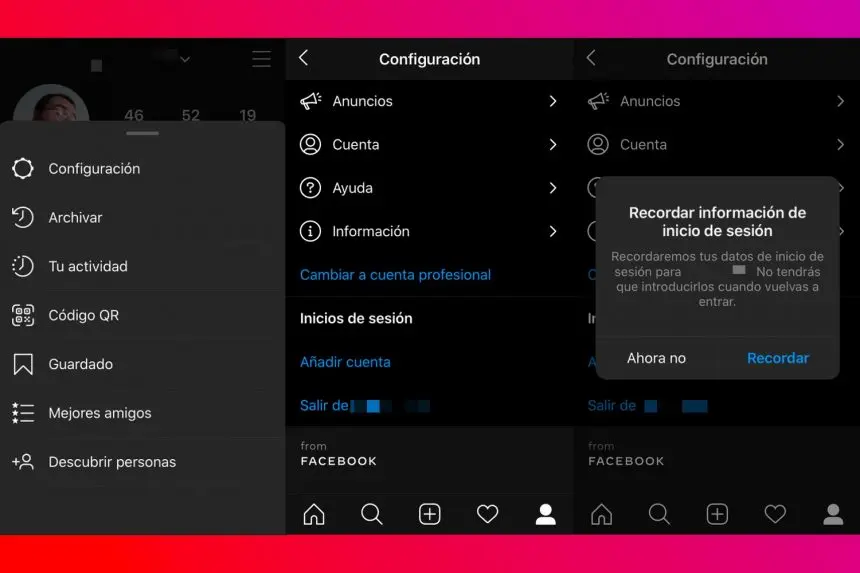 46 52 19
Configuración
Archivar
Tu actividad
Código QR
Guardado
Mejores amigos
Descubrir personas
Configuración
Anuncios
Cuenta
Ayuda
Información
Cambiar a cuenta profesional
Inicios de sesión
Añadir cuenta
Salir de
from
FACEBOOK
Configuración
Anuncios
Cuenta
Recordar información de
inicio de sesión
Recordaremos tus datos de inicio de
sesión para No tendrás
que introducirlos cuando vuelvas a
entrar.
Ahora no Recordar
Salir de
from
FACEBOOK